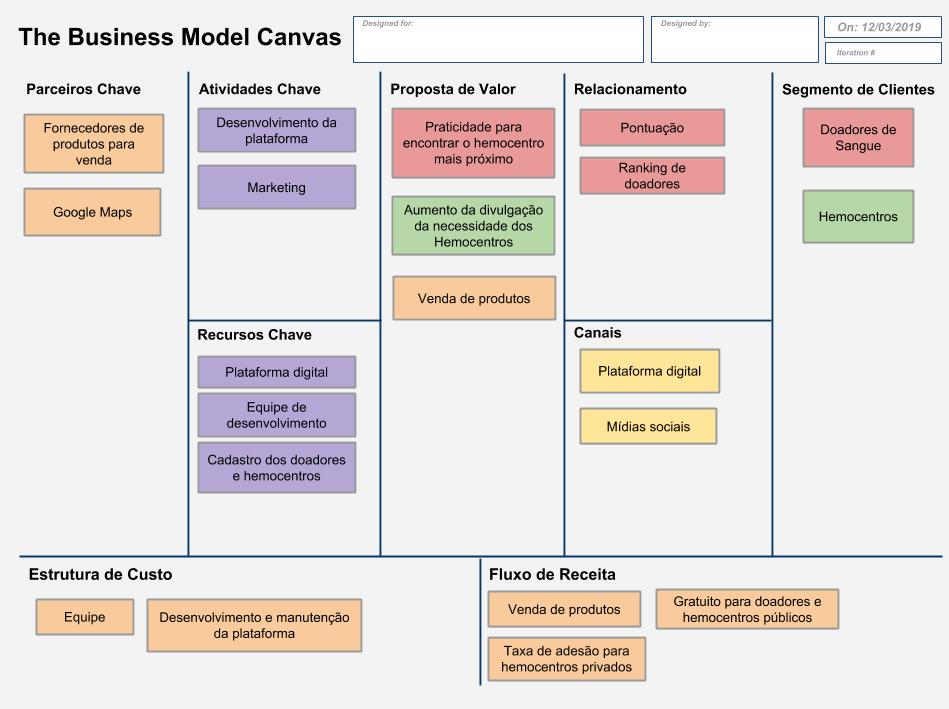 The Business Model Canvas
Designed for:
Designed by:
On: 12/03/2019
Iteration #
Parceiros Chave
Fornecedores de
produtos para
venda
Google Maps
Atividades Chave
Desenvolvimento da
plataforma
Marketing
Recursos Chave
Plataforma digital
Equipe de
desenvolvimento
Cadastro dos doadores
e hemocentros
Proposta de Valor
Praticidade para
encontrar o hemocentro
mais próximo
Aumento da divulgação
da necessidade dos
Hemocentros
Venda de produtos
Relacionamento
Pontuação
Ranking de
doadores
Canais
Plataforma digital
Mídias sociais
Segmento de Clientes
Doadores de
Sangue
Hemocentros
Estrutura de Custo
Equipe
Desenvolvimento e manutenção
da plataforma
Fluxo de Receita
Venda de produtos
Gratuito para doadores e
hemocentros públicos
Taxa de adesão para
hemocentros privados